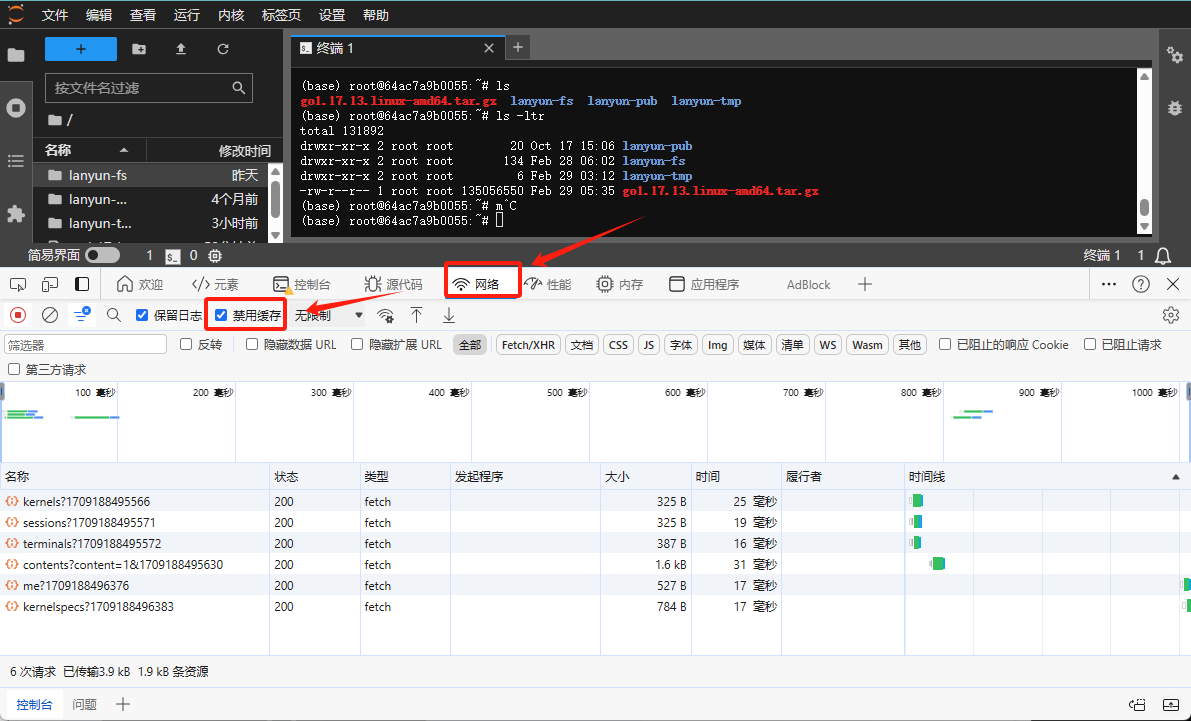 文件 编辑 查看 运行 内核 标签页 设置 帮助
终端 1
按文件名过滤
/
名称 修改时间
lanyun-fs 昨天
lanyun-... 4个月前
lanyun-t... 3小时前
(base) root@64ac7a9b0055:~# ls
go1.17.13.linux-amd64.tar.gz lanyun-fs lanyun-pub lanyun-tmp
(base) root@64ac7a9b0055:~# ls -ltr
total 131892
drwxr-xr-x 2 root root 20 Oct 17 15:06 lanyun-pub
drwxr-xr-x 2 root root 134 Feb 28 06:02 lanyun-fs
drwxr-xr-x 2 root root 6 Feb 29 03:12 lanyun-tmp
-rw-r--r-- 1 root root 135056550 Feb 29 05:35 go1.17.13.linux-amd64.tar.gz
(base) root@64ac7a9b0055:~# m^C
(base) root@64ac7a9b0055:~#
简易界面 1 0 终端 1 1
欢迎 元素 控制台 源代码 网络 性能 内存 应用程序 AdBlock
保留日志 禁用缓存 无限制
筛选器 反转 隐藏数据 URL 隐藏扩展 URL 全部 Fetch/XHR 文档 CSS JS 字体 Img 媒体 清单 WS Wasm 其他 已阻止的响应 Cookie 已阻止请求
第三方请求
100 毫秒 200 毫秒 300 毫秒 400 毫秒 500 毫秒 600 毫秒 700 毫秒 800 毫秒 900 毫秒 1000 毫秒
名称 状态 类型 发起程序 大小 时间 履行者 时间线
kernels?1709188495566 200 fetch 325 B 25 毫秒
sessions?1709188495571 200 fetch 325 B 19 毫秒
terminals?1709188495572 200 fetch 387 B 16 毫秒
contents?content=1&1709188495630 200 fetch 1.6 kB 31 毫秒
me?1709188496376 200 fetch 527 B 17 毫秒
kernelspecs?1709188496383 200 fetch 784 B 17 毫秒
6 次请求 已传输3.9 kB 1.9 kB 条资源
控制台 问题